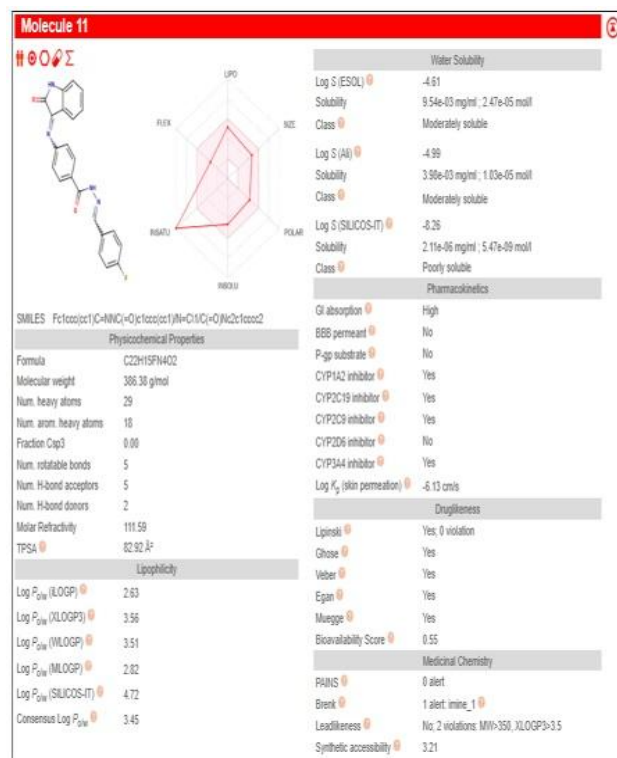 Molecule 11
LIPO
FLEX
SIZE
INSATU
POLAR
INSOLU
SMILES Fc1ccc(cc1)C=NNC(=O)c1ccc(cc1)/N=C\1/C(=O)Nc2c1cccc2
Physicochemical Properties
Formula C22H15FN4O2
Molecular weight 386.38 g/mol
Num. heavy atoms 29
Num. arom. heavy atoms 18
Fraction Csp3 0.00
Num. rotatable bonds 5
Num. H-bond acceptors 5
Num. H-bond donors 2
Molar Refractivity 111.59
TPSA 82.92 Å²
Lipophilicity
Log Po/w (iLOGP) 2.63
Log Po/w (XLOGP3) 3.56
Log Po/w (WLOGP) 3.51
Log Po/w (MLOGP) 2.82
Log Po/w (SILICOS-IT) 4.72
Consensus Log Po/w 3.45
Water Solubility
Log S (ESOL) -4.61
Solubility 9.54e-03 mg/ml ; 2.47e-05 mol/l
Class Moderately soluble
Log S (Ali) -4.99
Solubility 3.98e-03 mg/ml ; 1.03e-05 mol/l
Class Moderately soluble
Log S (SILICOS-IT) -8.26
Solubility 2.11e-06 mg/ml ; 5.47e-09 mol/l
Class Poorly soluble
Pharmacokinetics
GI absorption High
BBB permeant No
P-gp substrate No
CYP1A2 inhibitor Yes
CYP2C19 inhibitor Yes
CYP2C9 inhibitor Yes
CYP2D6 inhibitor No
CYP3A4 inhibitor Yes
Log Kp (skin permeation) -6.13 cm/s
Druglikeness
Lipinski Yes; 0 violation
Ghose Yes
Veber Yes
Egan Yes
Muegge Yes
Bioavailability Score 0.55
Medicinal Chemistry
PAINS 0 alert
Brenk 1 alert: imine_1
Leadlikeness No; 2 violations: MW>350, XLOGP3>3.5
Synthetic accessibility 3.21